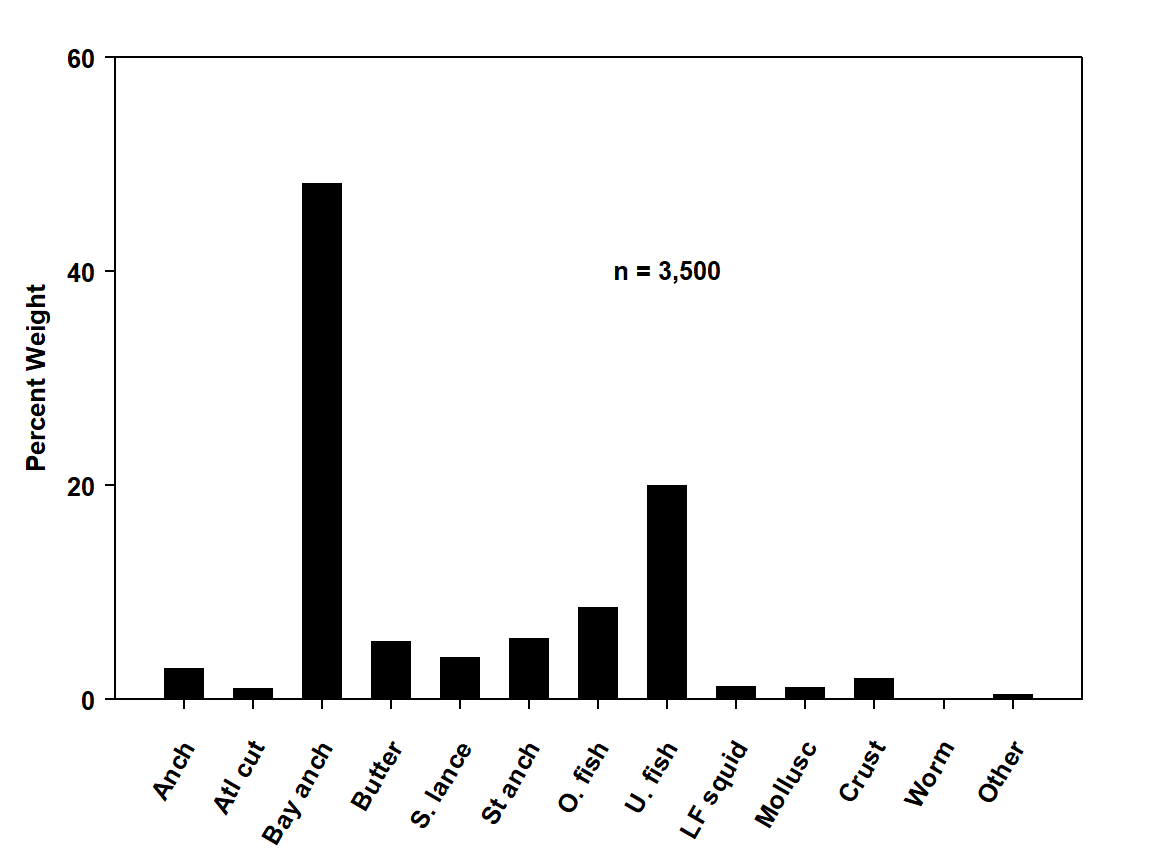 60
40
20
0
Percent Weight
n = 3,500
Anch
Atl cut
Bay anch
Butter
S. lance
St anch
O. fish
U. fish
LF squid
Mollusc
Crust
Worm
Other